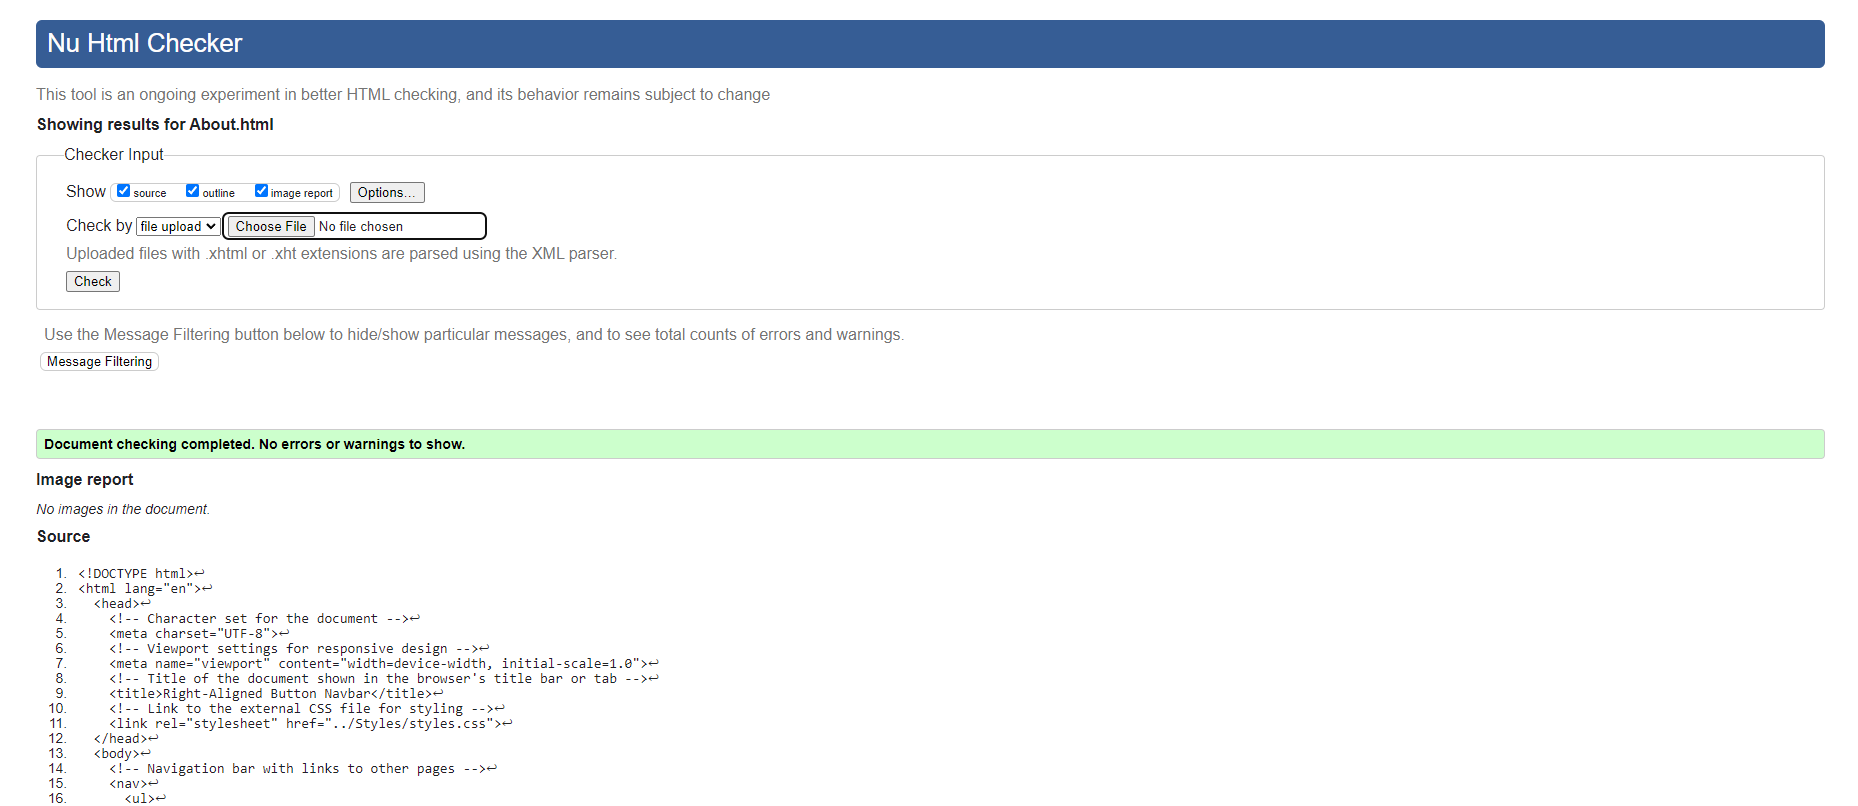 Nu Html Checker
This tool is an ongoing experiment in better HTML checking, and its behavior remains subject to change
Showing results for About.html
Checker Input
Show source outline image report Options...
Check by file upload Choose File No file chosen
Uploaded files with .xhtml or .xht extensions are parsed using the XML parser.
Check
Use the Message Filtering button below to hide/show particular messages, and to see total counts of errors and warnings.
Message Filtering
Document checking completed. No errors or warnings to show.
Image report
No images in the document.
Source
1. <!DOCTYPE html>↩
2. <html lang="en">↩
3. <head>↩
4. <!-- Character set for the document -->↩
5. <meta charset="UTF-8">↩
6. <!-- Viewport settings for responsive design -->↩
7. <meta name="viewport" content="width=device-width, initial-scale=1.0">↩
8. <!-- Title of the document shown in the browser's title bar or tab -->↩
9. <title>Right-Aligned Button Navbar</title>↩
10. <!-- Link to the external CSS file for styling -->↩
11. <link rel="stylesheet" href="../Styles/styles.css">↩
12. </head>↩
13. <body>↩
14. <!-- Navigation bar with links to other pages -->↩
15. <nav>↩
16. <ul>↩